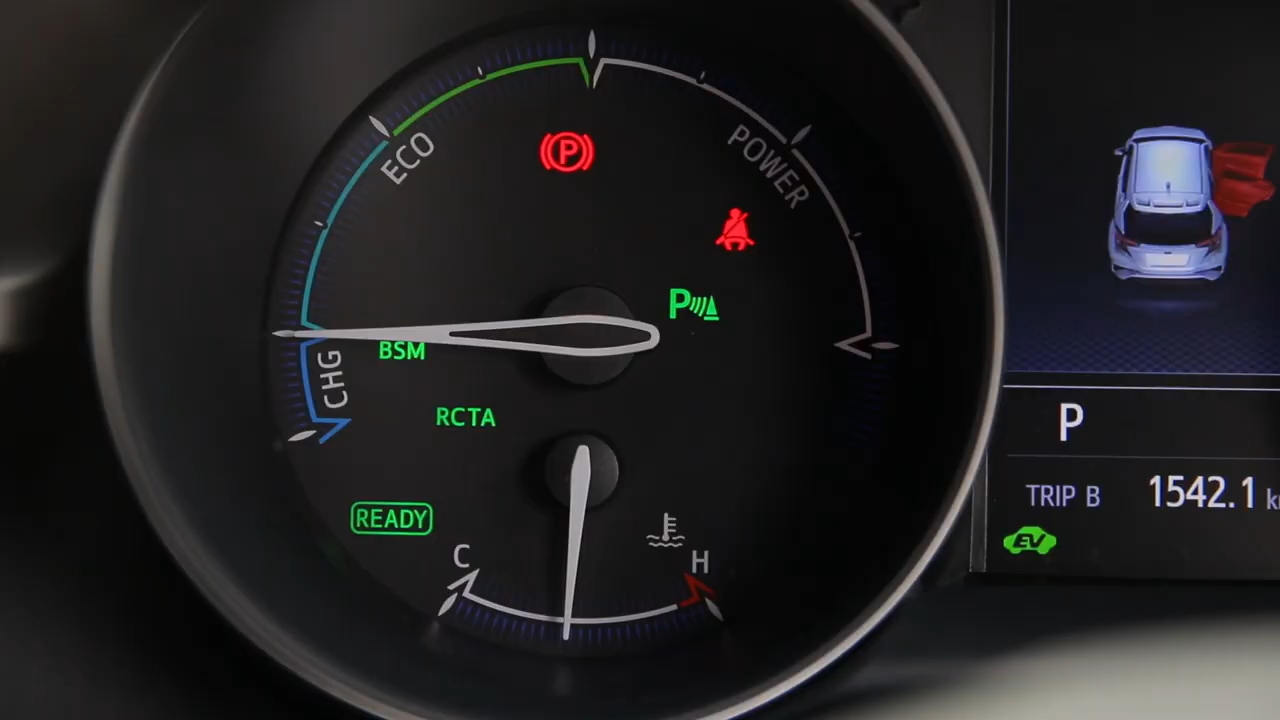 ECO
POWER
P
P
BSM
CHG
RCTA
READY
C
H
P
TRIP B 1542.1 k
EV